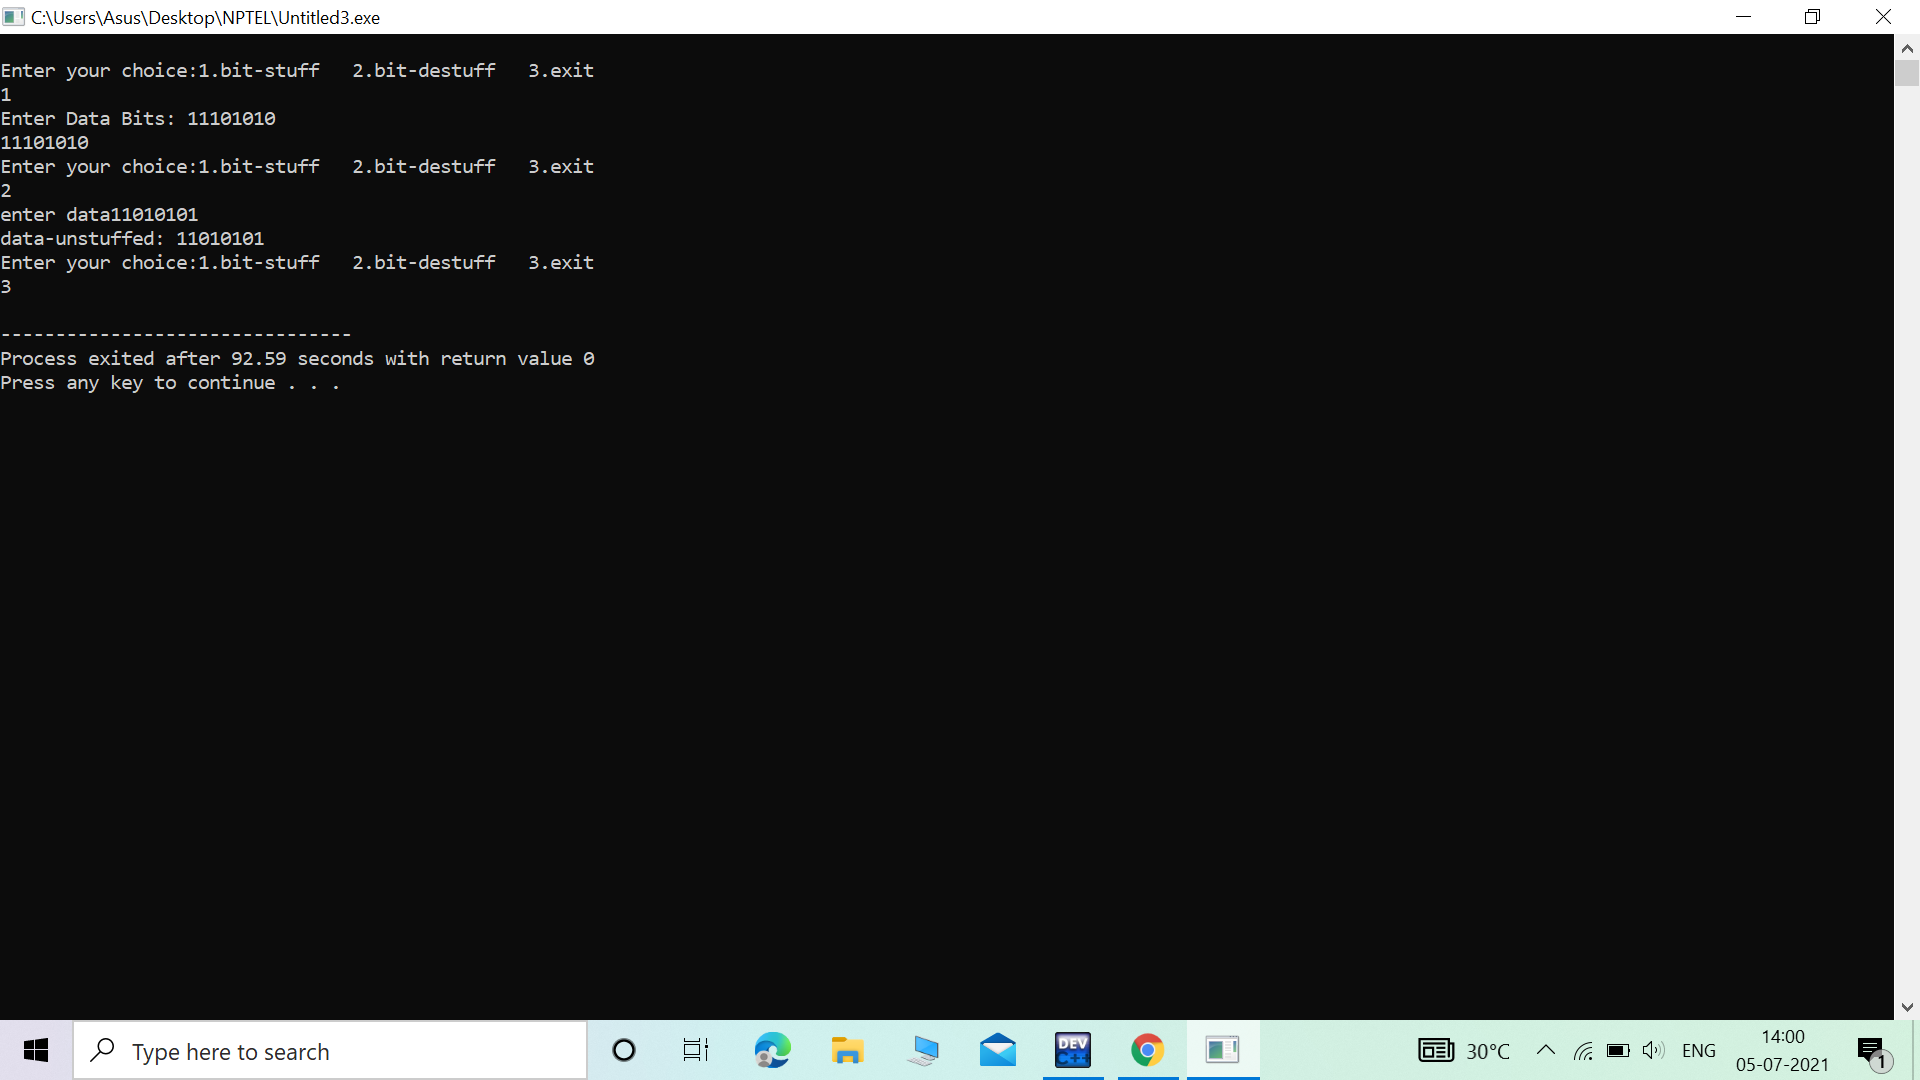 C:\Users\Asus\Desktop\NPTEL\Untitled3.exe
Enter your choice:1.bit-stuff   2.bit-destuff   3.exit
1
Enter Data Bits: 11101010
11101010
Enter your choice:1.bit-stuff   2.bit-destuff   3.exit
2
enter data11010101
data-unstuffed: 11010101
Enter your choice:1.bit-stuff   2.bit-destuff   3.exit
3
--------------------------------
Process exited after 92.59 seconds with return value 0
Press any key to continue . . .
Type here to search
DEV C++
30°C
ENG
14:00
05-07-2021
1